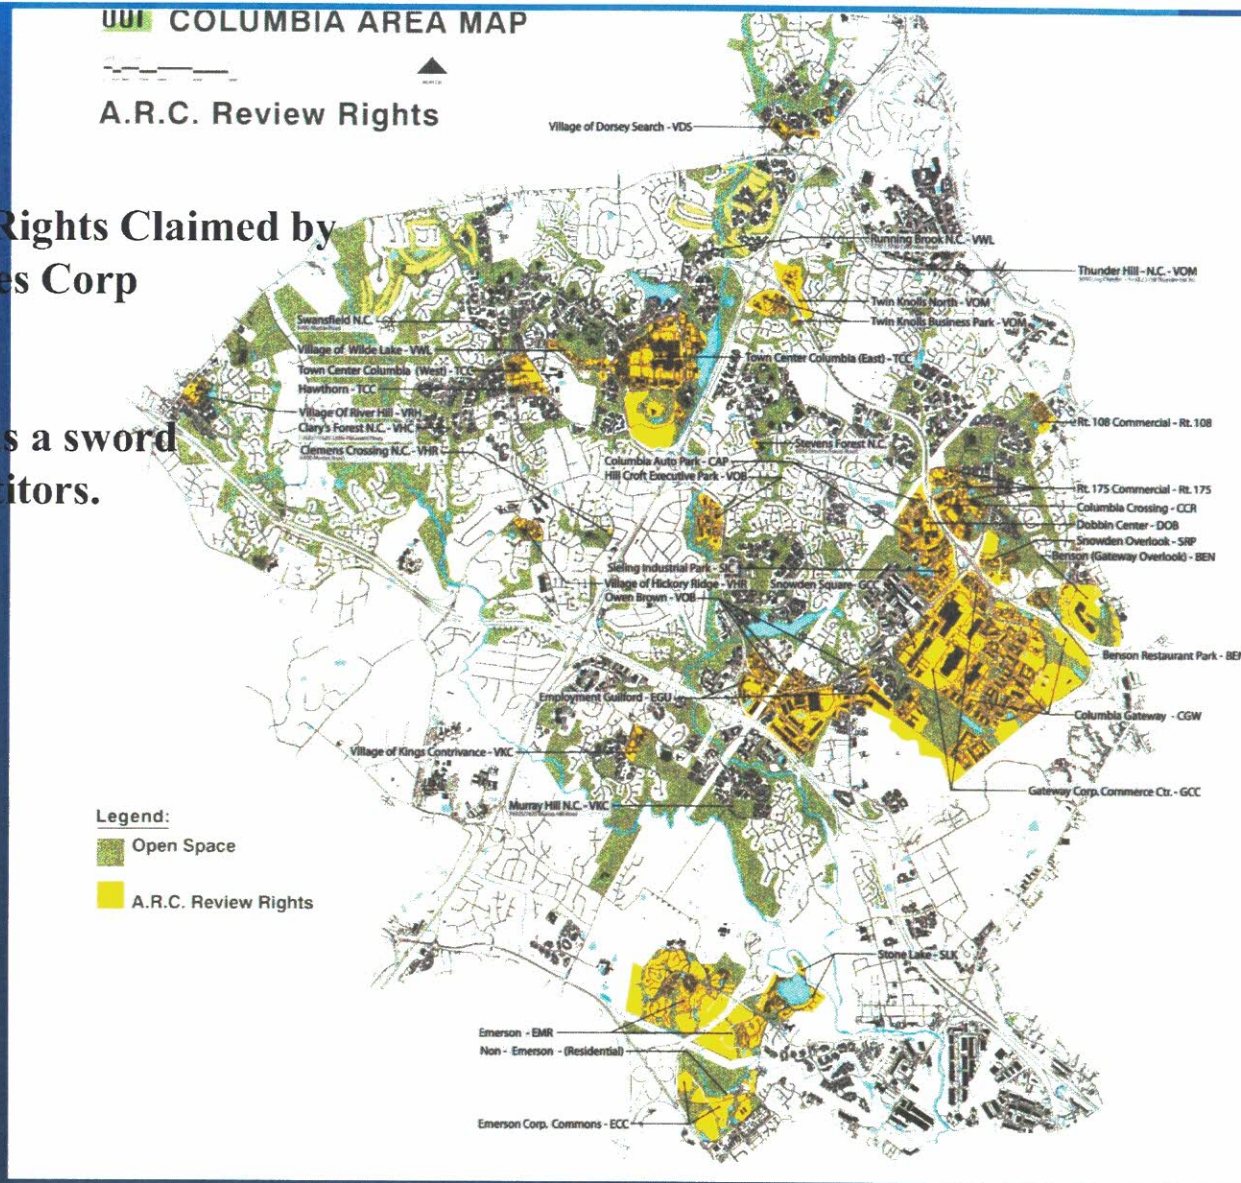 COLUMBIA AREA MAP
A.R.C. Review Rights
Rights Claimed by
es Corp
s a sword
itors.
Village of Dorsey Search - VDS
Running Brook N.C. - VWL
Thunder Hill - N.C. - VOM
Twin Knolls North - VOM
Twin Knolls Business Park - VOM
Swansfield N.C.
Village of Wilde Lake - VWL
Town Center Columbia (West) - TCC
Hawthorn - TCC
Village Of River Hill - VRH
Clary's Forest N.C. - VHC
Clemens Crossing N.C. - VHR
Town Center Columbia (East) - TCC
Stevens Forest N.C.
Columbia Auto Park - CAP
Hill Croft Executive Park - VOB
Rt. 108 Commercial - Rt. 108
Rt. 175 Commercial - Rt. 175
Columbia Crossing - CCR
Dobbin Center - DOB
Snowden Overlook - SRP
Benson (Gateway Overlook) - BEN
Sieling Industrial Park - SIC
Village of Hickory Ridge - VHR
Snowden Square - GCC
Owen Brown - VOB
Benson Restaurant Park - BEN
Employment Guilford - EGU
Columbia Gateway - CGW
Village of Kings Contrivance - VKC
Gateway Corp. Commerce Ctr. - GCC
Murray Hill N.C. - VKC
Legend:
Open Space
A.R.C. Review Rights
Stone Lake - SLK
Emerson - EMR
Non - Emerson - (Residential)
Emerson Corp. Commons - ECC